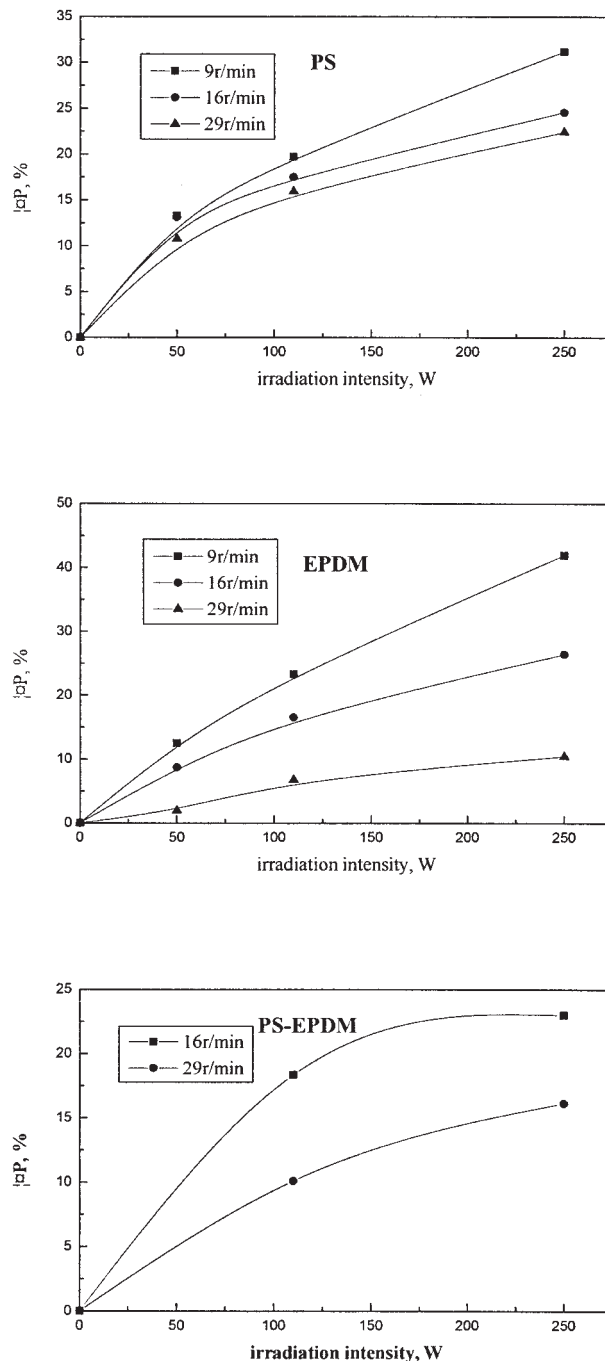 35
30
25
20
15
10
5
0
¦¤P, %
PS
9r/min
16r/min
29r/min
0 50 100 150 200 250
irradiation intensity, W
50
40
30
20
10
0
¦¤P, %
EPDM
9r/min
16r/min
29r/min
0 50 100 150 200 250
irradiation intensity, W
25
20
15
10
5
0
¦¤P, %
PS-EPDM
16r/min
29r/min
0 50 100 150 200 250
irradiation intensity, W